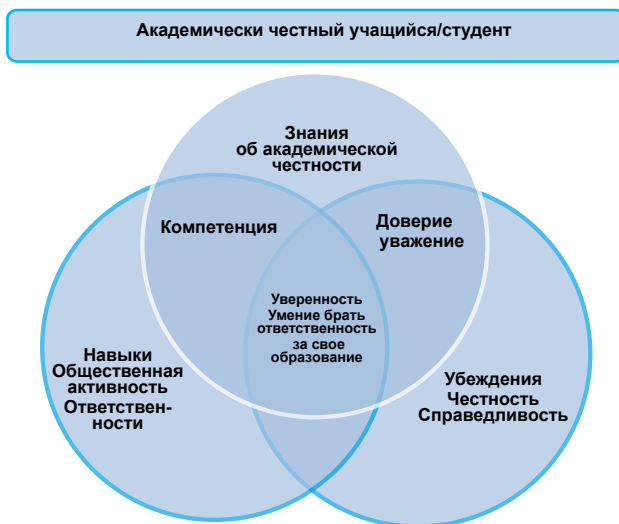 Академически честный учащийся/студент
Знания
об академической
честности
Компетенция
Доверие
уважение
Уверенность
Умение брать
ответственность
за свое
образование
Навыки
Общественная
активность
Ответствен-
ности
Убеждения
Честность
Справедливость